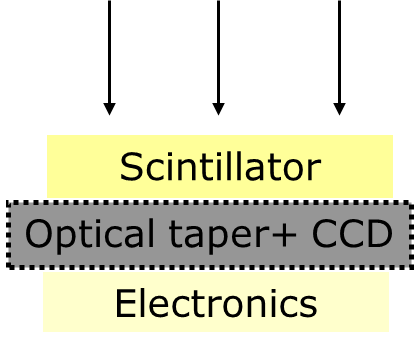 Scintillator
Optical taper+ CCD
Electronics